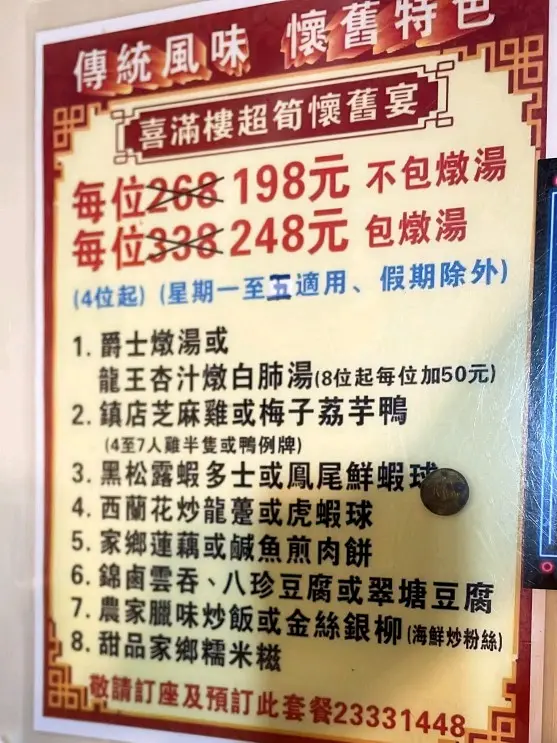 傳統風味 懷舊特色
喜滿樓超筍懷舊宴
每位268 198元 不包燉湯
每位338 248元 包燉湯
(4位起) (星期一至五適用、假期除外)
1. 爵士燉湯或
龍王杏汁燉白肺湯(8位起每位加50元)
2. 鎮店芝麻雞或梅子荔芋鴨
(4至7人雞半隻或鴨例牌)
3. 黑松露蝦多士或鳳尾鮮蝦球
4. 西蘭花炒龍躉或虎蝦球
5. 家鄉蓮藕或鹹魚煎肉餅
6. 錦鹵雲吞、八珍豆腐或翠塘豆腐
7. 農家臘味炒飯或金絲銀柳(海鮮炒粉絲)
8. 甜品家鄉糯米糍
敬請訂座及預訂此套餐23331448